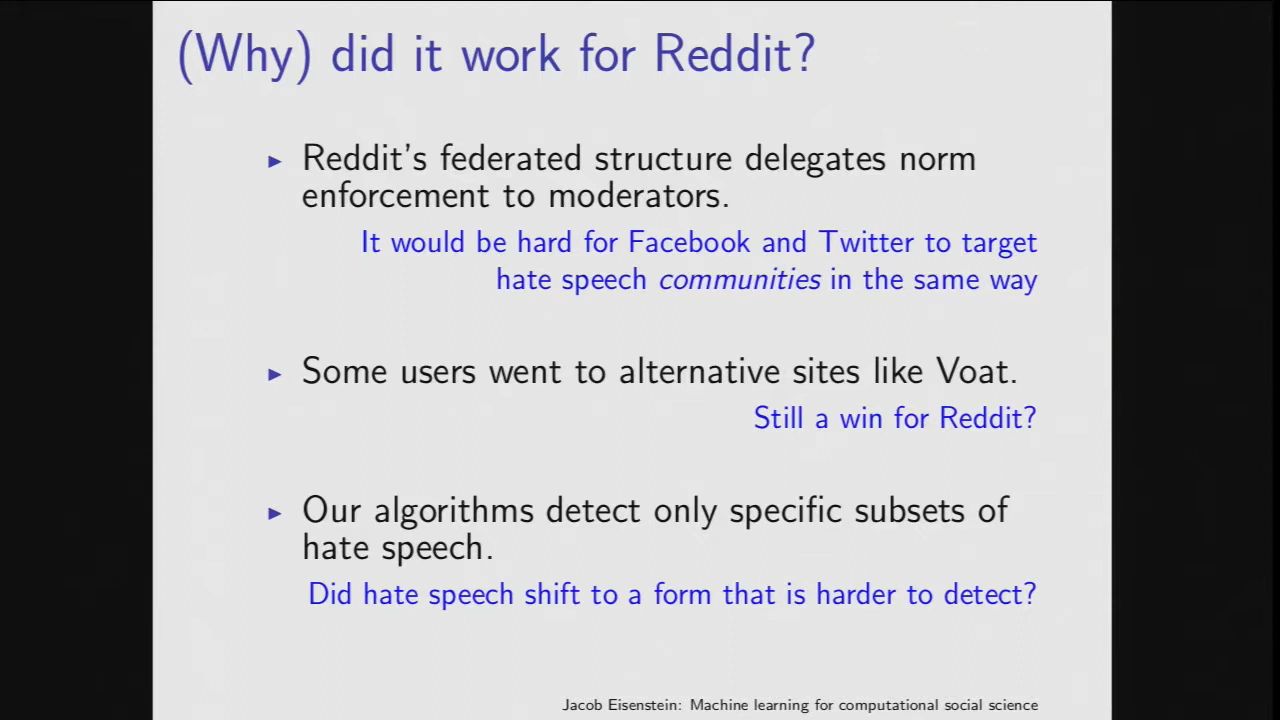 (Why) did it work for Reddit?
▶ Reddit's federated structure delegates norm
enforcement to moderators.
It would be hard for Facebook and Twitter to target
hate speech communities in the same way
▶ Some users went to alternative sites like Voat.
Still a win for Reddit?
▶ Our algorithms detect only specific subsets of
hate speech.
Did hate speech shift to a form that is harder to detect?
Jacob Eisenstein: Machine learning for computational social science